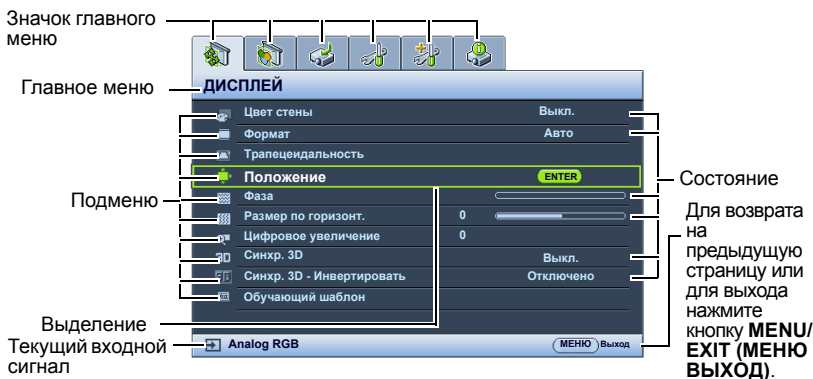 Значок главного
меню
Главное меню
ДИСПЛЕЙ
Цвет стены Выкл.
Формат Авто
Трапецеидальность
Положение ENTER
Фаза
Размер по горизонт. 0
Цифровое увеличение 0
Синхр. 3D Выкл.
Синхр. 3D - Инвертировать Отключено
Обучающий шаблон
Analog RGB МЕНЮ Выход
Подменю
Выделение
Текущий входной
сигнал
Состояние
Для возврата
на
предыдущую
страницу или
для выхода
нажмите
кнопку MENU/
EXIT (МЕНЮ
ВЫХОД).